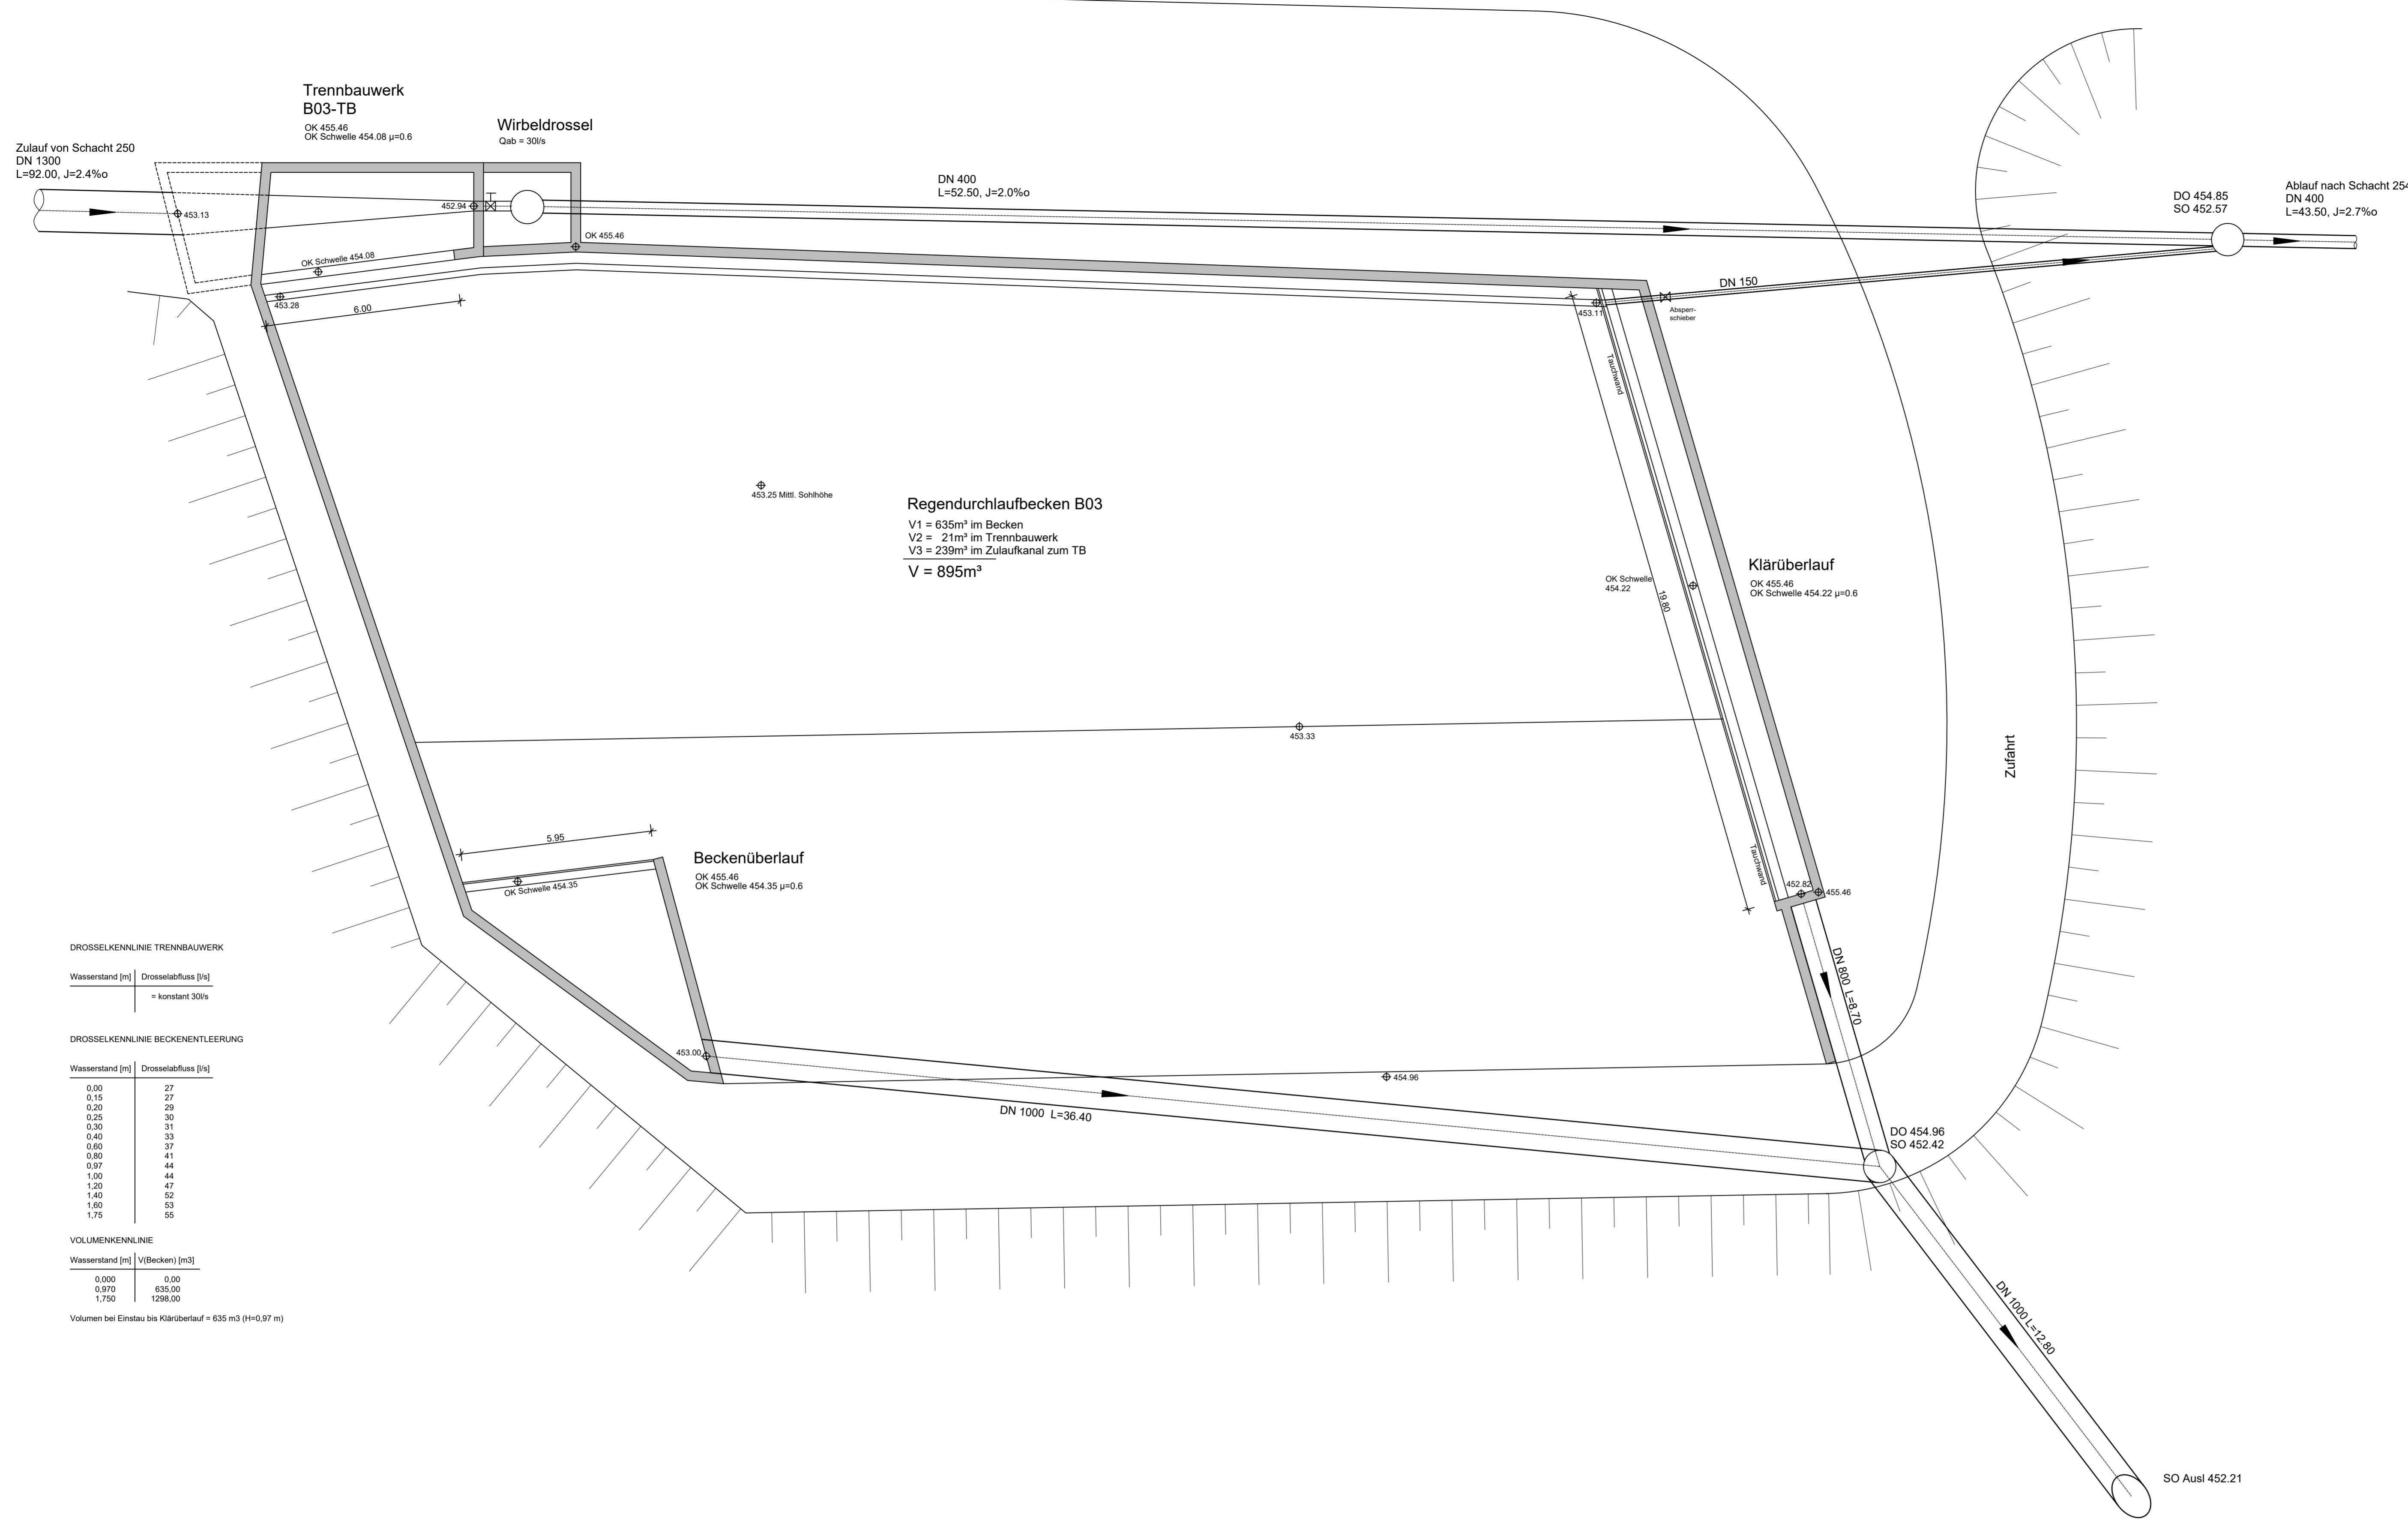 Trennbauwerk
B03-TB
OK 455.46
OK Schwelle 454.08 µ=0.6
Wirbeldrossel
Qab = 30l/s
Zulauf von Schacht 250
DN 1300
L=92.00, J=2.4%o
453.13
452.94
OK 455.46
OK Schwelle 454.08
453.28
6.00
DN 400
L=52.50, J=2.0%o
DO 454.85
SO 452.57
Ablauf nach Schacht 254
DN 400
L=43.50, J=2.7%o
DN 150
453.11
Absperr-
schieber
Tauchwand
453.25 Mittl. Sohlhöhe
Regendurchlaufbecken B03
V1 = 635m³ im Becken
V2 = 21m³ im Trennbauwerk
V3 = 239m³ im Zulaufkanal zum TB
V = 895m³
OK Schwelle
454.22
19.80
Klärüberlauf
OK 455.46
OK Schwelle 454.22 µ=0.6
453.33
Zufahrt
5.95
OK Schwelle 454.35
Beckenüberlauf
OK 455.46
OK Schwelle 454.35 µ=0.6
Tauchwand
452.82
455.46
DN 800 L=8.70
453.00
454.96
DN 1000 L=36.40
DO 454.96
SO 452.42
DN 1000 L=12.80
SO Ausl 452.21
DROSSELKENNLINIE TRENNBAUWERK
Wasserstand [m] Drosselabfluss [l/s]
= konstant 30l/s
DROSSELKENNLINIE BECKENENTLEERUNG
Wasserstand [m] Drosselabfluss [l/s]
0,00 27
0,15 27
0,20 29
0,25 30
0,30 31
0,40 33
0,60 37
0,80 41
0,97 44
1,00 44
1,20 47
1,40 52
1,60 53
1,75 55
VOLUMENKENNLINIE
Wasserstand [m] V(Becken) [m3]
0,000 0,00
0,970 635,00
1,750 1298,00
Volumen bei Einstau bis Klärüberlauf = 635 m3 (H=0,97 m)